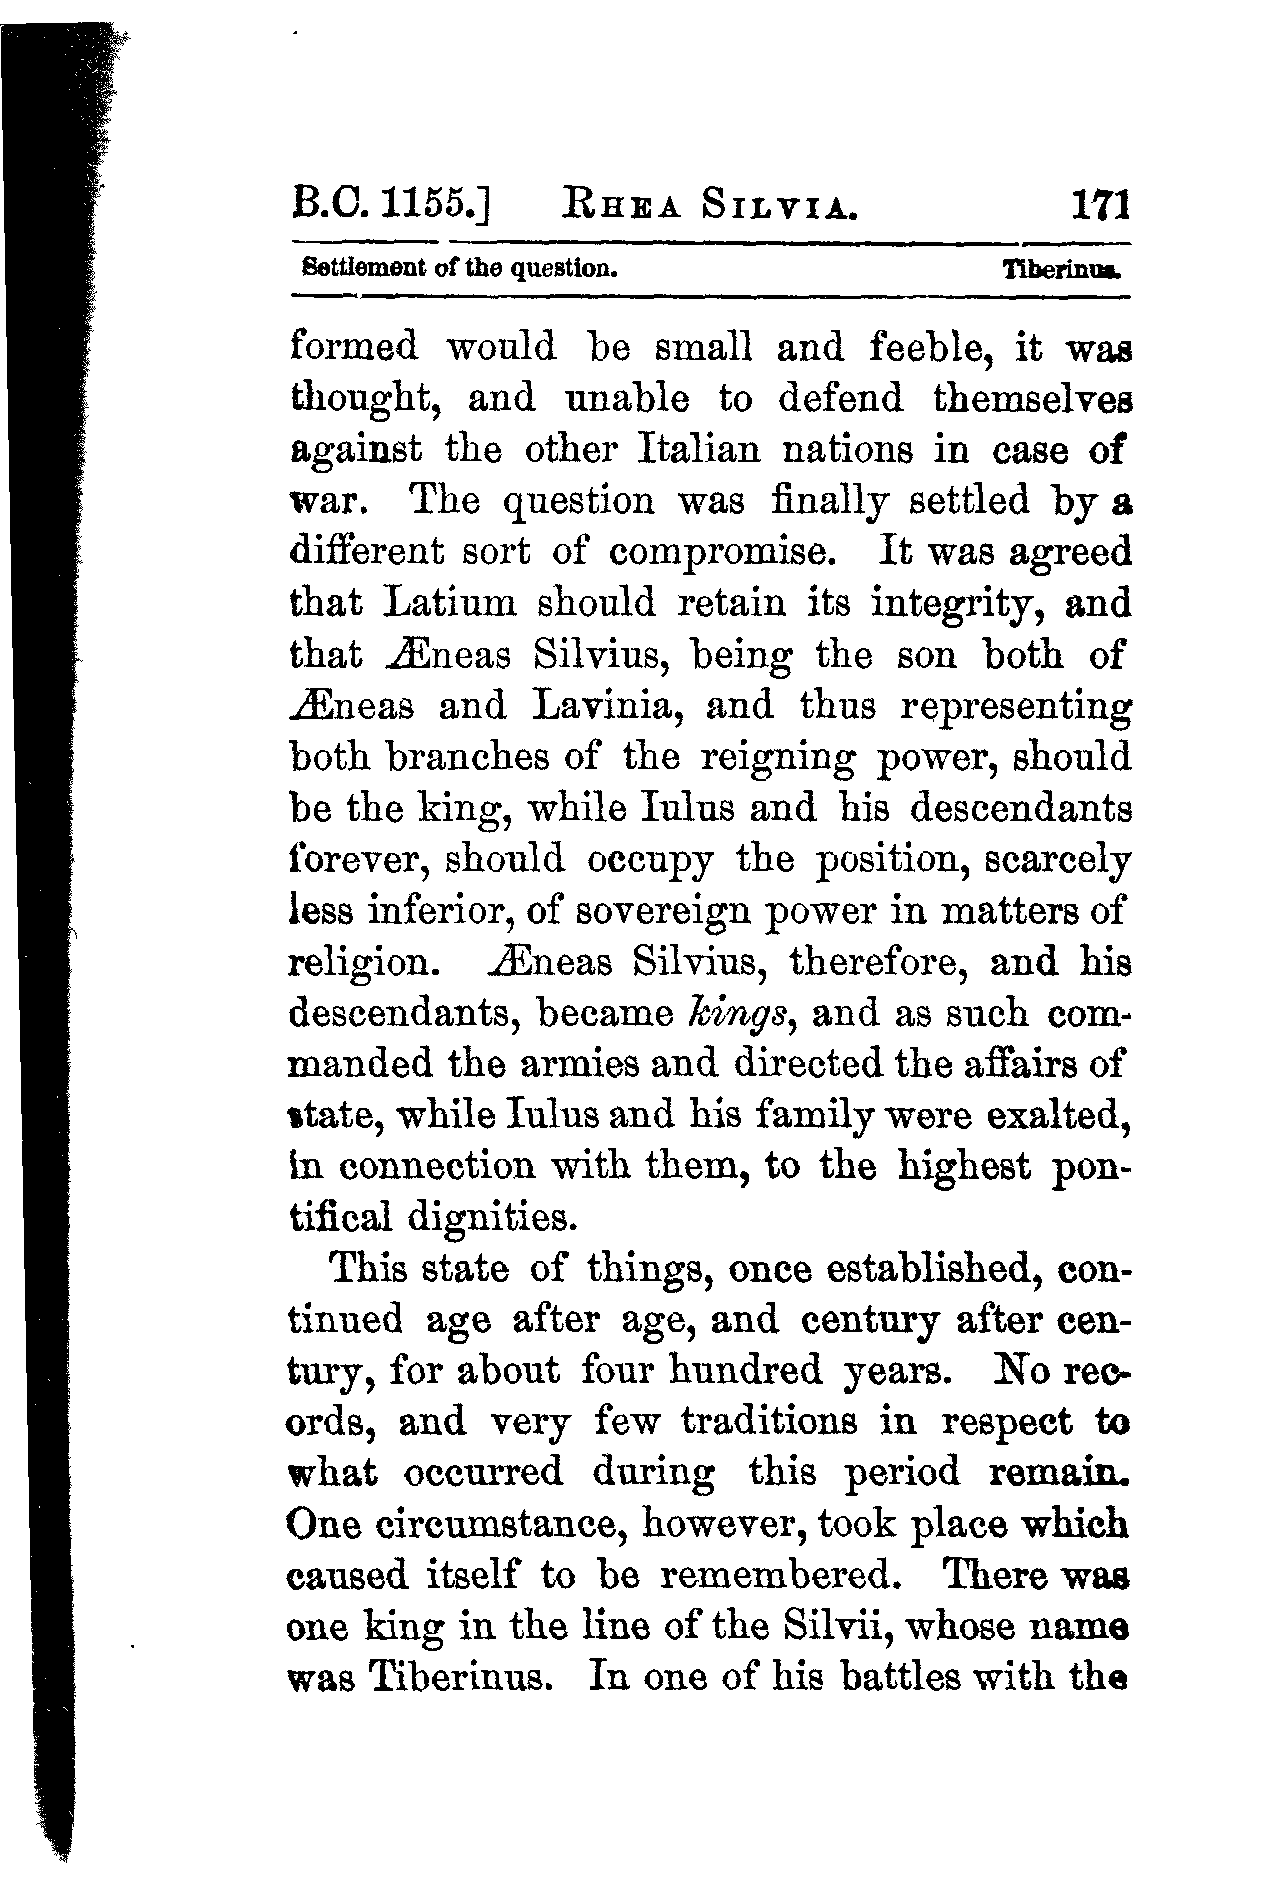 B.C. 1155.] RHEA SILVIA. 171
Settlement of the question. Tiberinus.
formed would be small and feeble, it was
thought, and unable to defend themselves
against the other Italian nations in case of
war. The question was finally settled by a
different sort of compromise. It was agreed
that Latium should retain its integrity, and
that Æneas Silvius, being the son both of
Æneas and Lavinia, and thus representing
both branches of the reigning power, should
be the king, while Iulus and his descendants
forever, should occupy the position, scarcely
less inferior, of sovereign power in matters of
religion. Æneas Silvius, therefore, and his
descendants, became kings, and as such com-
manded the armies and directed the affairs of
state, while Iulus and his family were exalted,
in connection with them, to the highest pon-
tifical dignities.
This state of things, once established, con-
tinued age after age, and century after cen-
tury, for about four hundred years. No rec-
ords, and very few traditions in respect to
what occurred during this period remain.
One circumstance, however, took place which
caused itself to be remembered. There was
one king in the line of the Silvii, whose name
was Tiberinus. In one of his battles with the